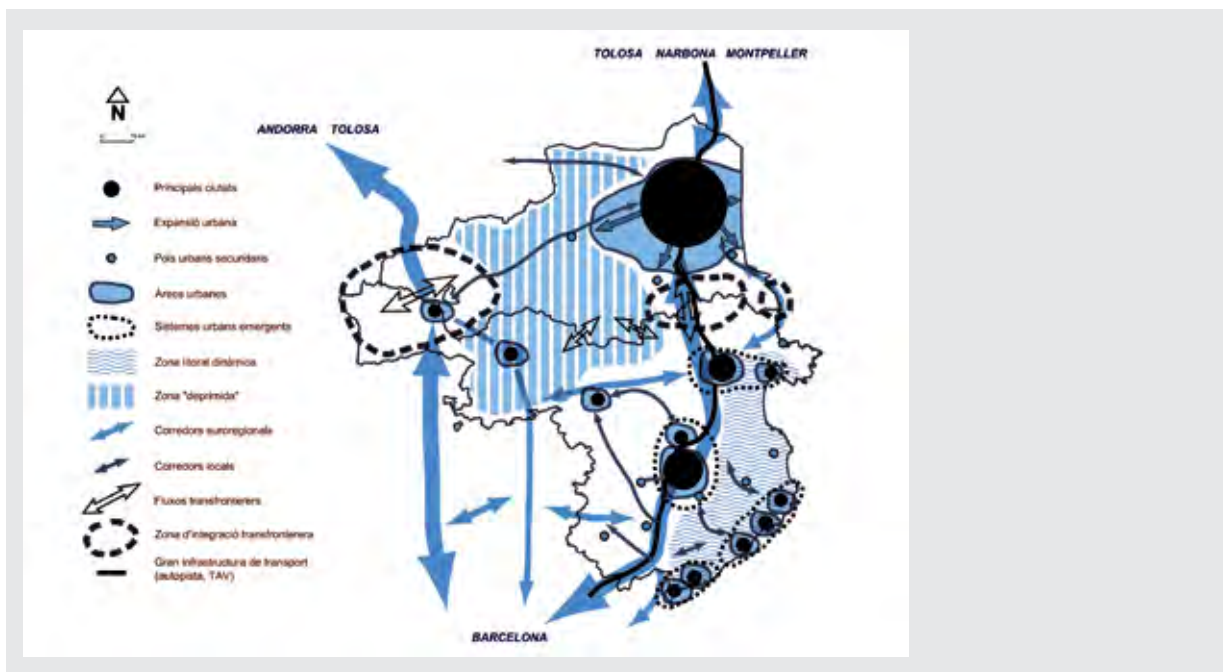 TOLOSA NARBONA MONTPELLER
ANDORRA TOLOSA
N
Principals ciutats
Expansió urbana
Pols urbans secundaris
Àrees urbanes
Sistemes urbans emergents
Zona litoral dinàmica
Zona "deprimida"
Corredors euroregionals
Corredors locals
Fluxos transfronterers
Zona d'integració transfronterera
Gran infrastructura de transport
(autopista, TAV)
BARCELONA